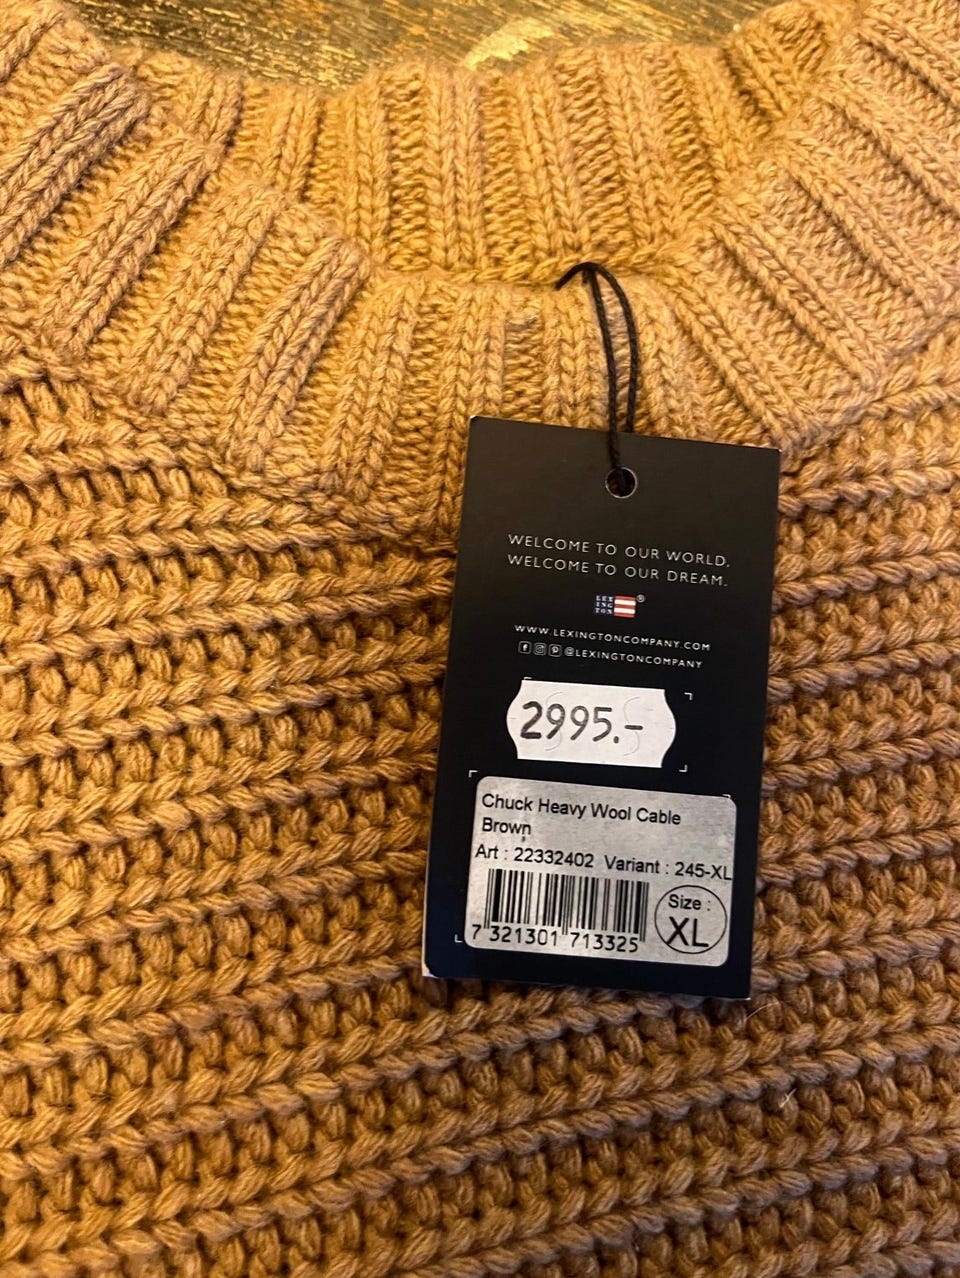 WELCOME TO OUR WORLD,
WELCOME TO OUR DREAM.
LEX
ING
TON ®
WWW.LEXINGTONCOMPANY.COM
@LEXINGTONCOMPANY
2995.-
Chuck Heavy Wool Cable
Brown
Art : 22332402 Variant : 245-XL
Size :
XL
7 321301 713325